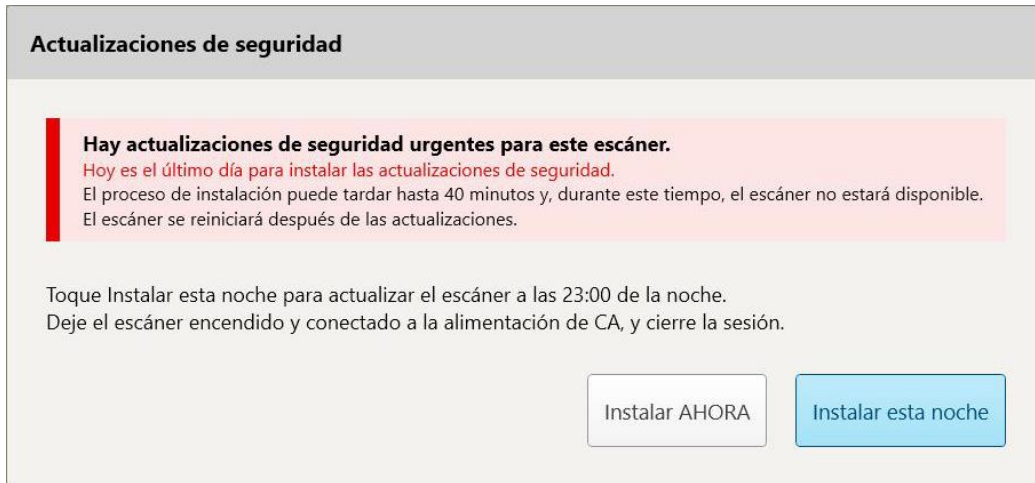 Actualizaciones de seguridad
Hay actualizaciones de seguridad urgentes para este escáner.
Hoy es el último día para instalar las actualizaciones de seguridad.
El proceso de instalación puede tardar hasta 40 minutos y, durante este tiempo, el escáner no estará disponible.
El escáner se reiniciará después de las actualizaciones.
Toque Instalar esta noche para actualizar el escáner a las 23:00 de la noche.
Deje el escáner encendido y conectado a la alimentación de CA, y cierre la sesión.
Instalar AHORA
Instalar esta noche